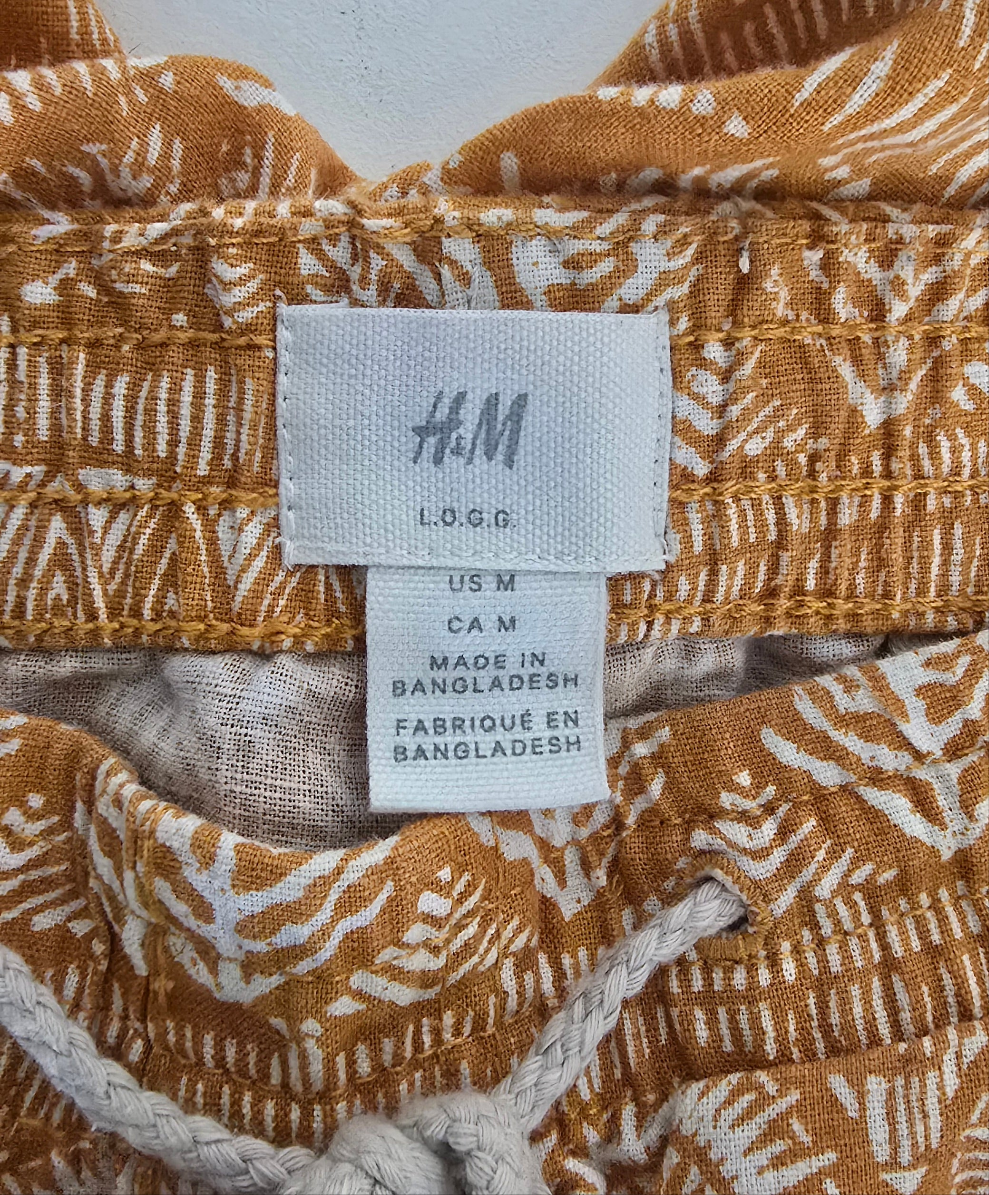 H&M
L.O.G.G.
US M
CA M
MADE IN
BANGLADESH
FABRIQUÉ EN
BANGLADESH